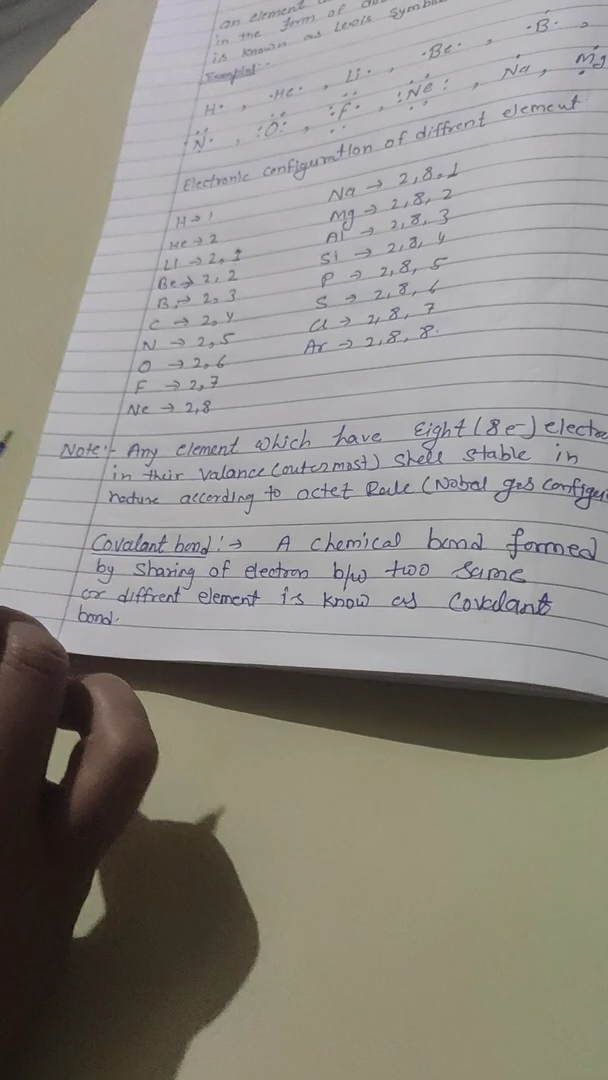 an element
in the form of
is known as Lewis Symbol
Example:-
H· , ·He· , Li· , ·Be· , ·B· ,
·N· , :O: , :F: , :Ne: , Na , Mg
Electronic configuration of diffrent element
H → 1
He → 2
Li → 2,1
Be → 2,2
B → 2,3
C → 2,4
N → 2,5
O → 2,6
F → 2,7
Ne → 2,8
Na → 2,8,1
Mg → 2,8,2
Al → 2,8,3
Si → 2,8,4
P → 2,8,5
S → 2,8,6
Cl → 2,8,7
Ar → 2,8,8.
Note:- Any element which have Eight (8e-) electro
in their valance (outermost) shell stable in
nature according to octet Rule (Nobal gas configu
Covalant bond:→ A chemical bond formed
by sharing of electron b/w two same
or diffrent element is know as Covalant
bond.